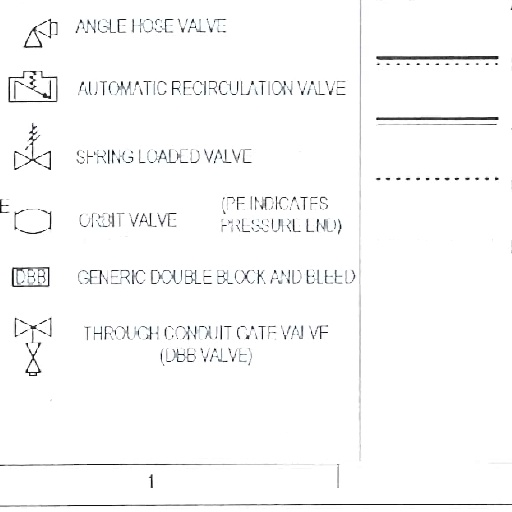 ANGLE HOSE VALVE
AUTOMATIC RECIRCULATION VALVE
SPRING LOADED VALVE
E
ORBIT VALVE (PE INDICATES
PRESSURE END)
DBB GENERIC DOUBLE BLOCK AND BLEED
THROUGH CONDUIT GATE VALVE
(DBB VALVE)
1